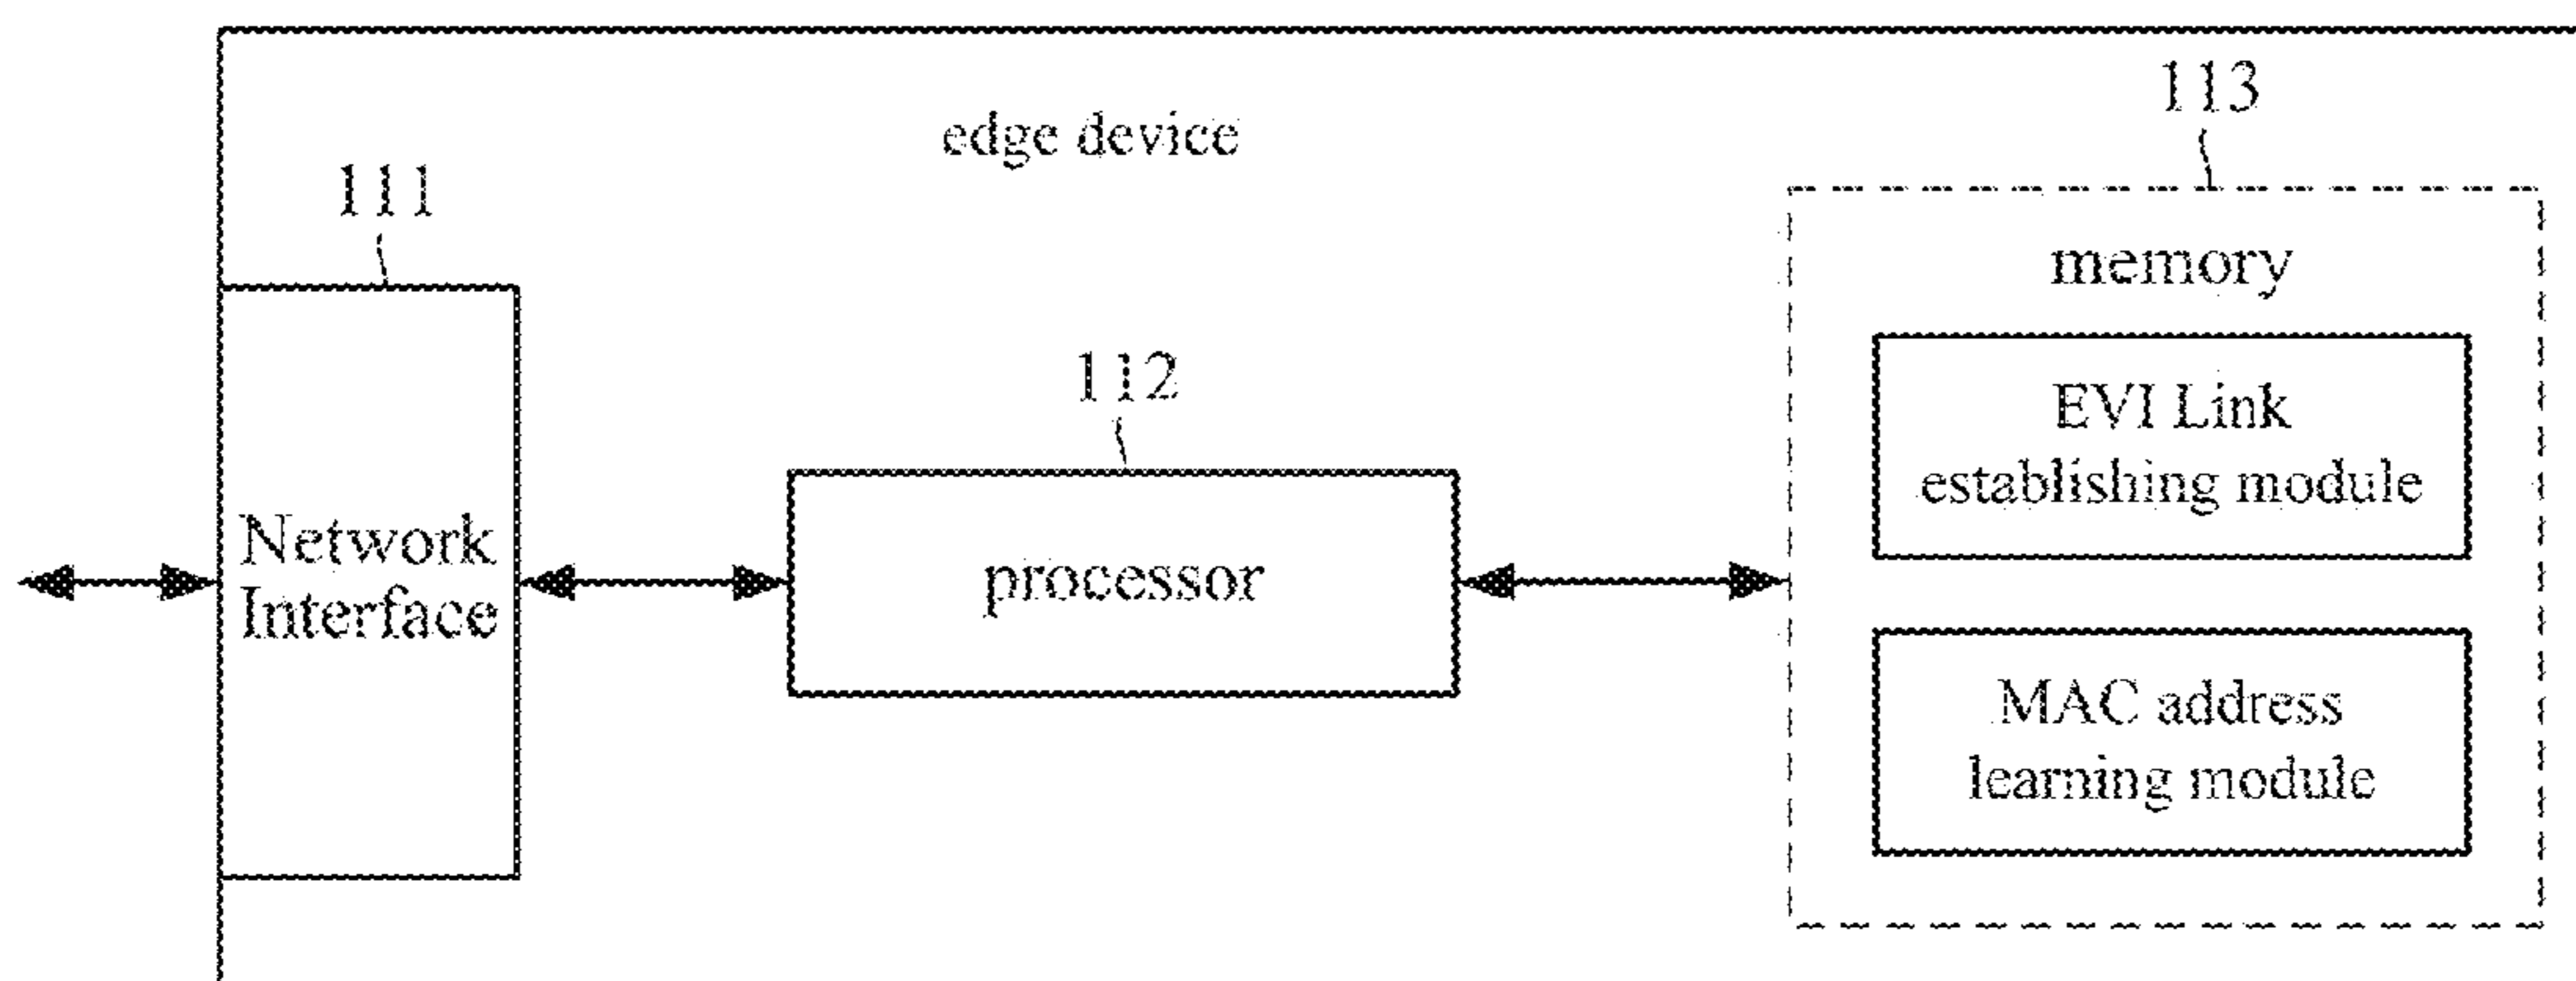 edge device
111
Network
Interface
112
processor
113
memory
EVI Link
establishing module
MAC address
learning module